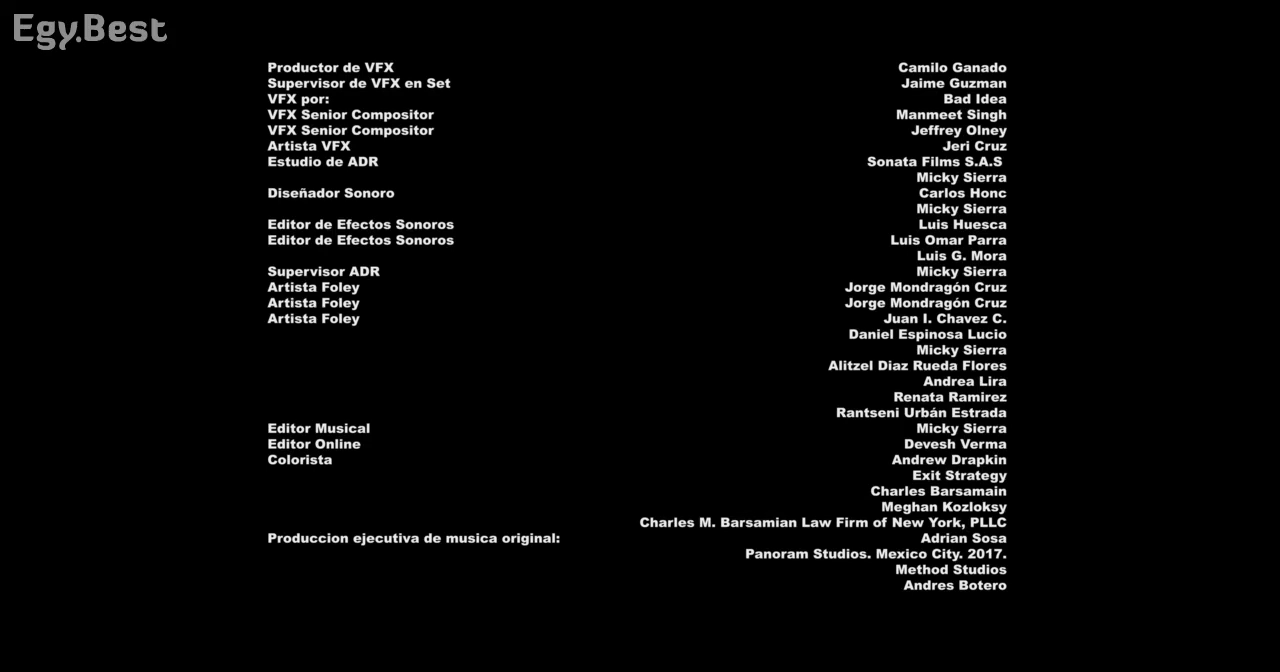 Egy.Best
Productor de VFX Camilo Ganado
Supervisor de VFX en Set Jaime Guzman
VFX por: Bad Idea
VFX Senior Compositor Manmeet Singh
VFX Senior Compositor Jeffrey Olney
Artista VFX Jeri Cruz
Estudio de ADR Sonata Films S.A.S
Micky Sierra
Diseñador Sonoro Carlos Honc
Micky Sierra
Editor de Efectos Sonoros Luis Huesca
Editor de Efectos Sonoros Luis Omar Parra
Luis G. Mora
Supervisor ADR Micky Sierra
Artista Foley Jorge Mondragón Cruz
Artista Foley Jorge Mondragón Cruz
Artista Foley Juan I. Chavez C.
Daniel Espinosa Lucio
Micky Sierra
Alitzel Diaz Rueda Flores
Andrea Lira
Renata Ramirez
Rantseni Urbán Estrada
Editor Musical Micky Sierra
Editor Online Devesh Verma
Colorista Andrew Drapkin
Exit Strategy
Charles Barsamain
Meghan Kozloksy
Charles M. Barsamian Law Firm of New York, PLLC
Produccion ejecutiva de musica original: Adrian Sosa
Panoram Studios. Mexico City. 2017.
Method Studios
Andres Botero